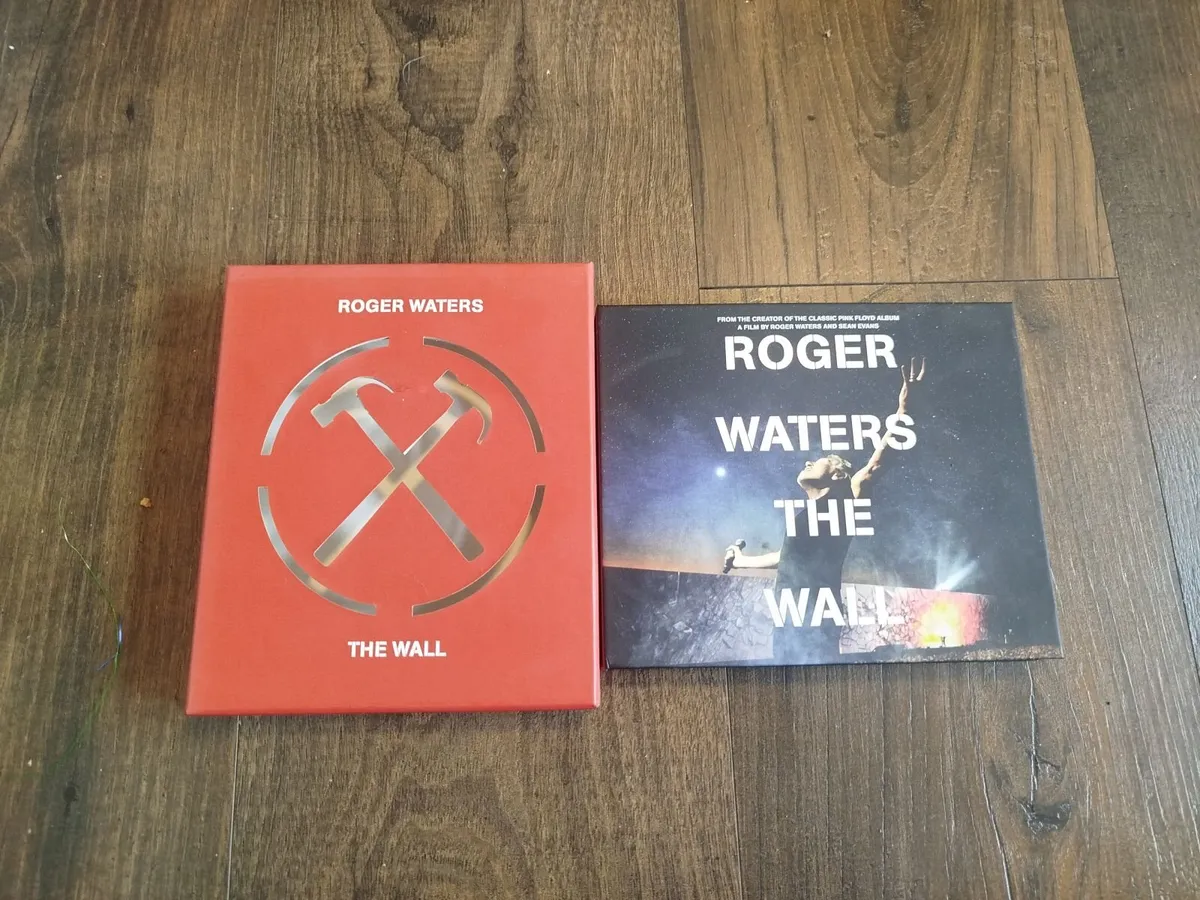 ROGER WATERS
THE WALL
FROM THE CREATOR OF THE CLASSIC PINK FLOYD ALBUM
A FILM BY ROGER WATERS AND SEAN EVANS
ROGER
WATERS
THE
WALL